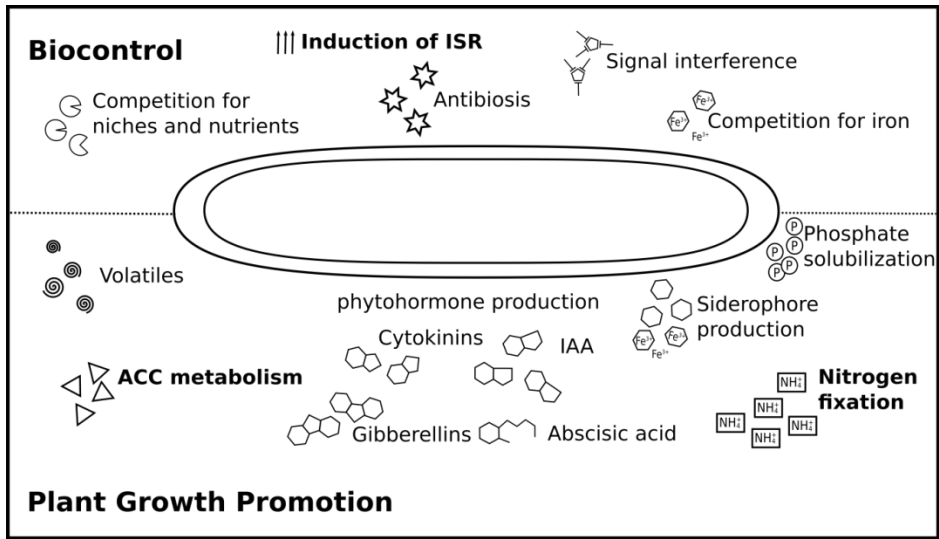 Biocontrol
Induction of ISR
Signal interference
Antibiosis
Competition for
niches and nutrients
Fe³⁺
Fe³⁺
Fe³⁺
Competition for iron
Volatiles
P
P
P
P
P
Phosphate
solubilization
phytohormone production
Siderophore
production
Fe³⁺
Fe³⁺
Fe³⁺
Cytokinins
IAA
ACC metabolism
Nitrogen
fixation
NH₄⁺
NH₄⁺
NH₄⁺
NH₄⁺
NH₄⁺
Gibberellins
Abscisic acid
Plant Growth Promotion